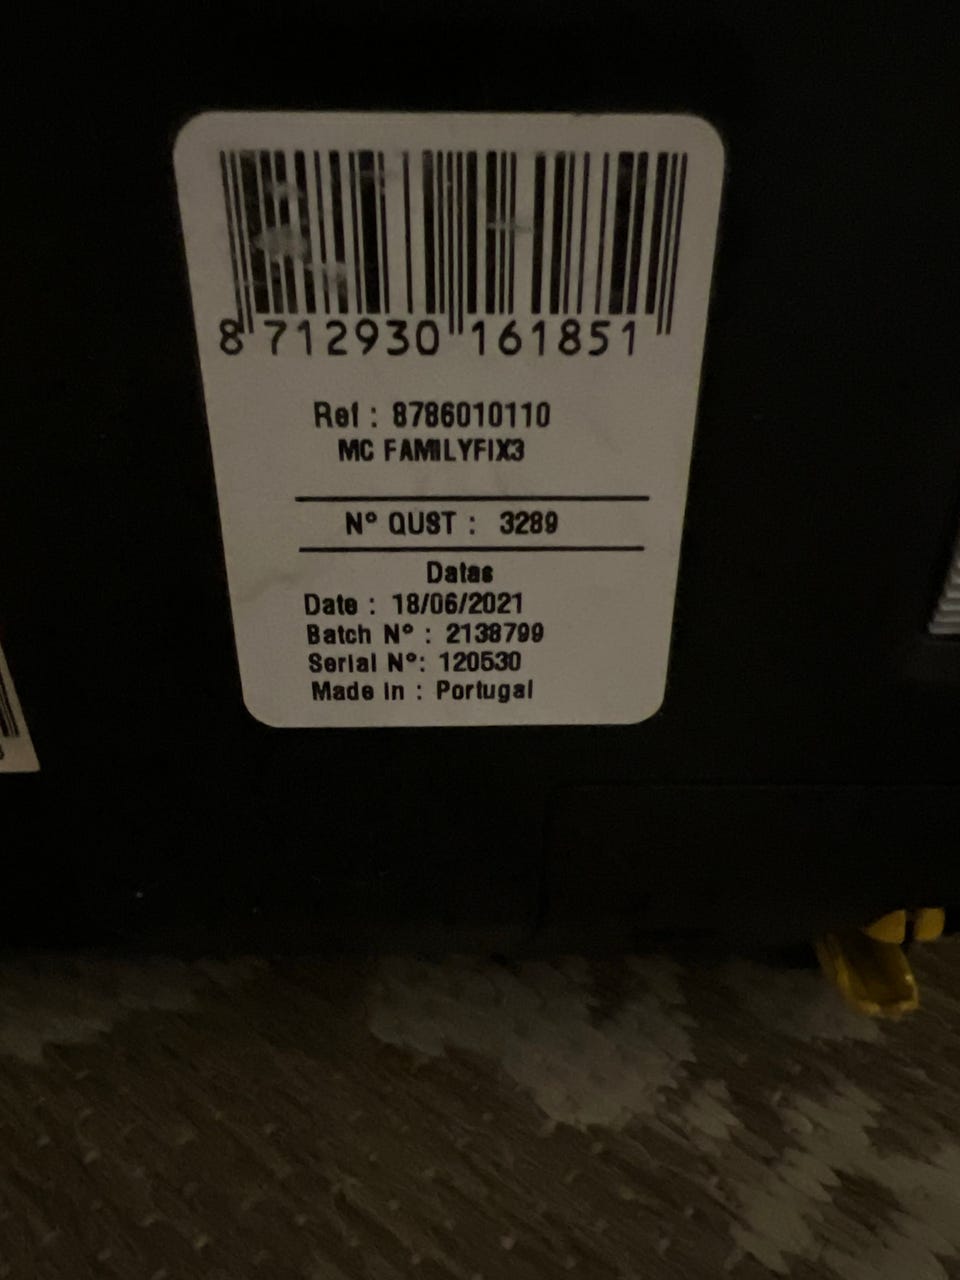 8 712930 161851
Ref : 8786010110
MC FAMILYFIX3
N° QUST : 3289
Datas
Date : 18/06/2021
Batch N° : 2138799
Serial N°: 120530
Made in : Portugal